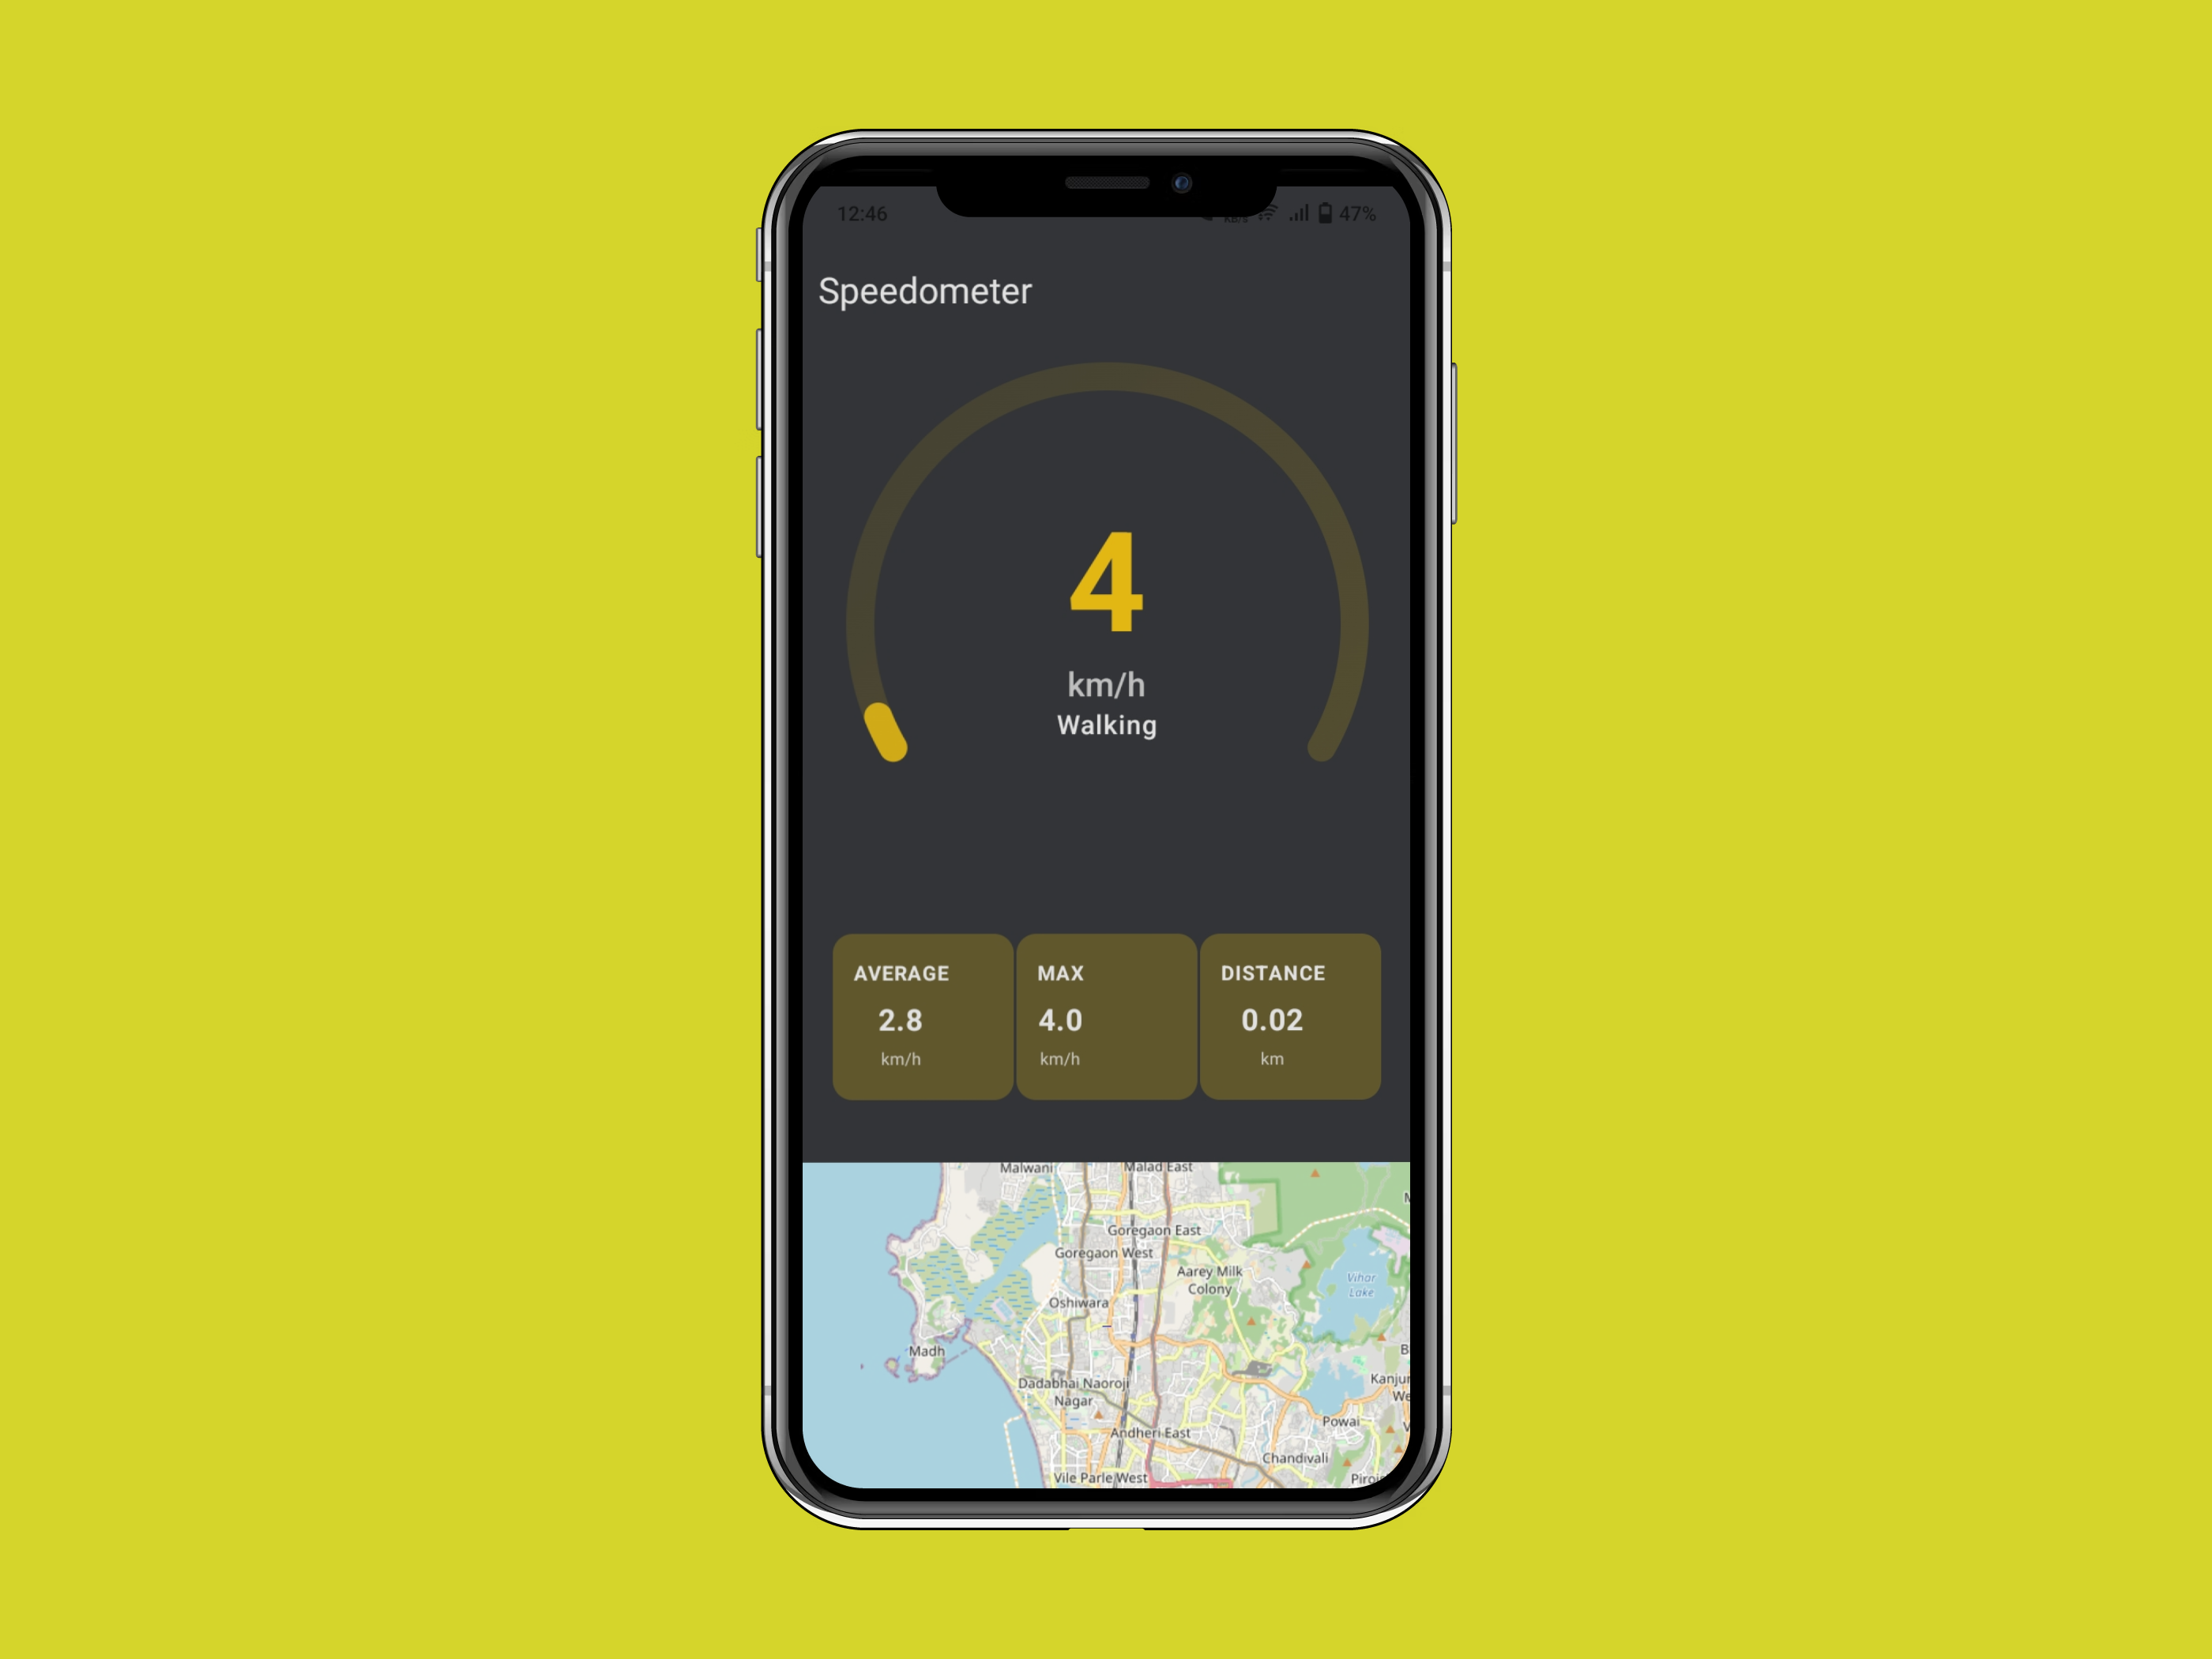 12:46
KB/s 47%
Speedometer
4
km/h
Walking
AVERAGE MAX DISTANCE
2.8 4.0 0.02
km/h km/h km
Malwani Malad East
Goregaon East
Goregaon West
Aarey Milk
Colony
Vihar
Lake
Oshiwara
Madh
Dadabhai Naoroji
Nagar
Powai
Andheri East
Chandivali
Vile Parle West